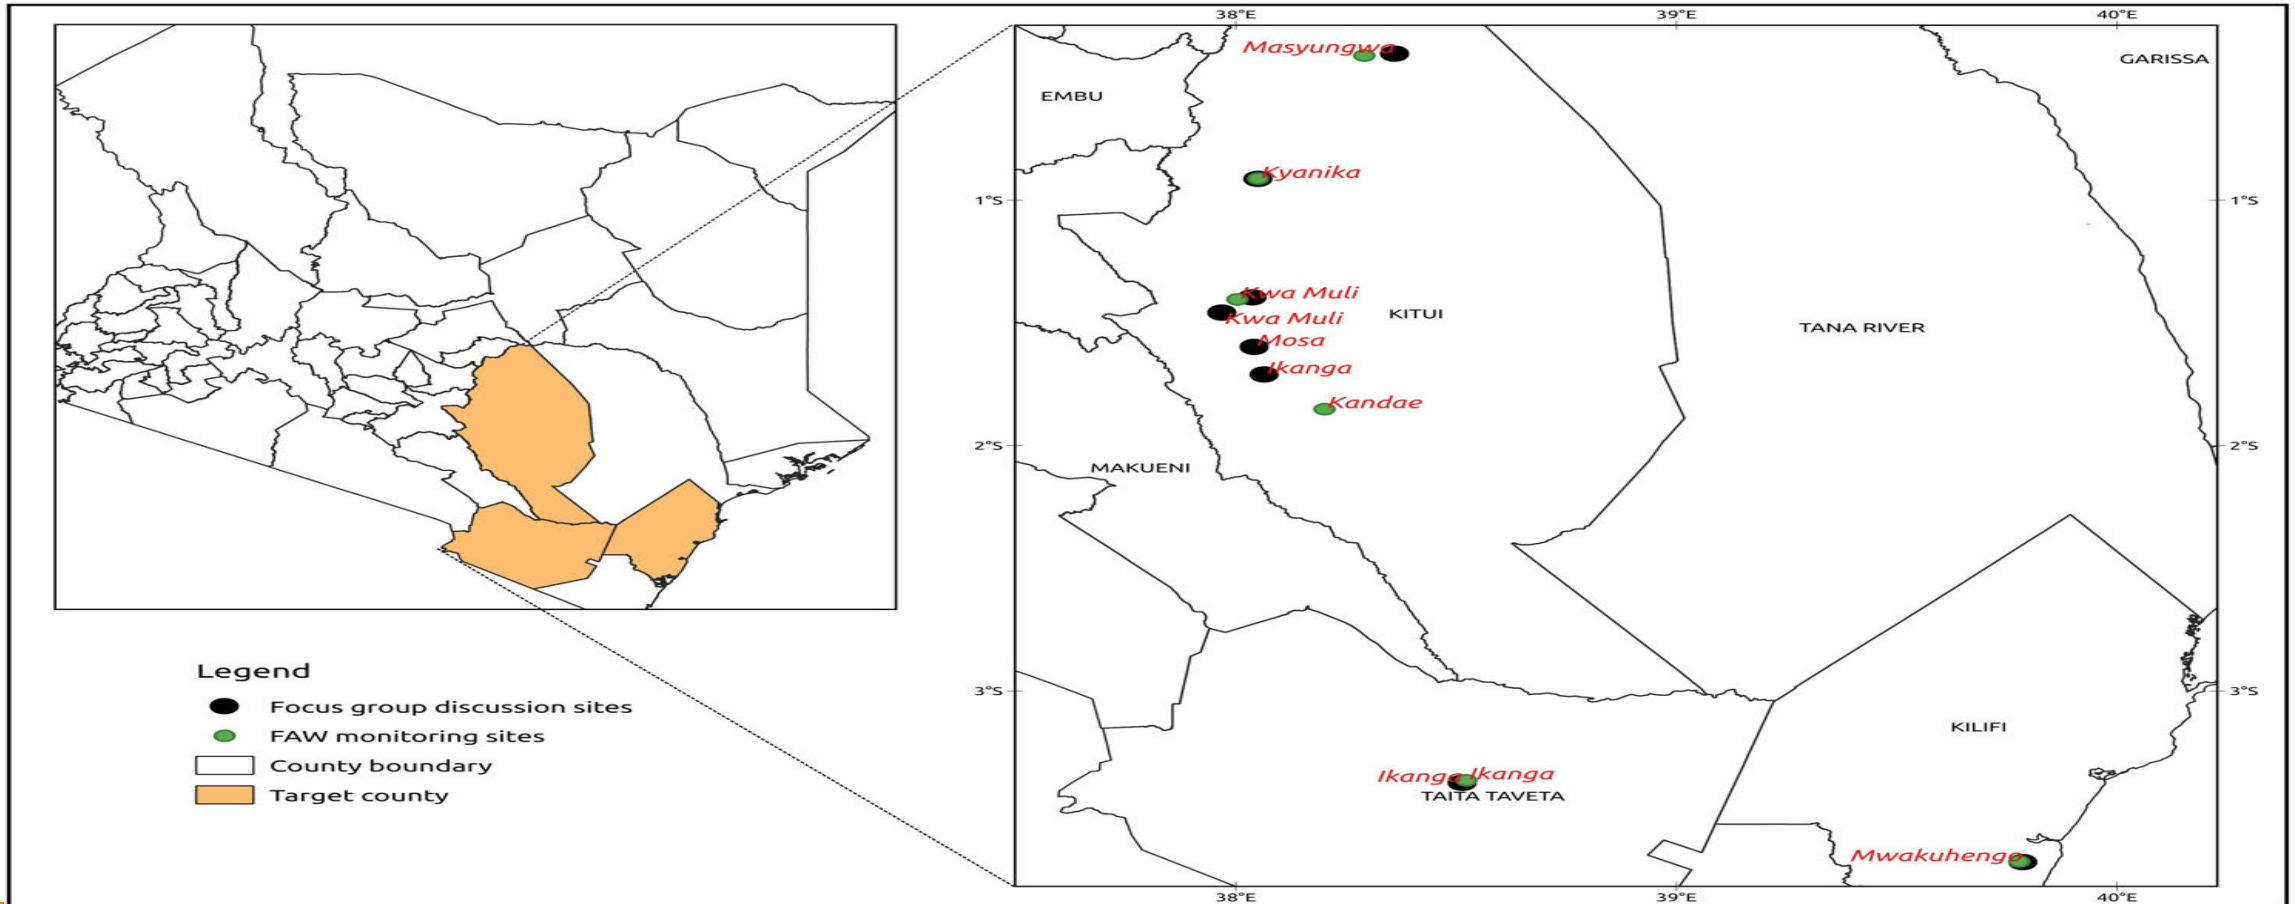 38°E 39°E 40°E
Masyungwa
GARISSA
EMBU
Kyanika
1°S 1°S
Kwa Muli
Kwa Muli
KITUI
TANA RIVER
Mosa
Ikanga
Kandae
2°S 2°S
MAKUENI
Legend
Focus group discussion sites
FAW monitoring sites
County boundary
Target county
3°S 3°S
KILIFI
Ikanga Ikanga
TAITA TAVETA
Mwakuhengo
38°E 39°E 40°E